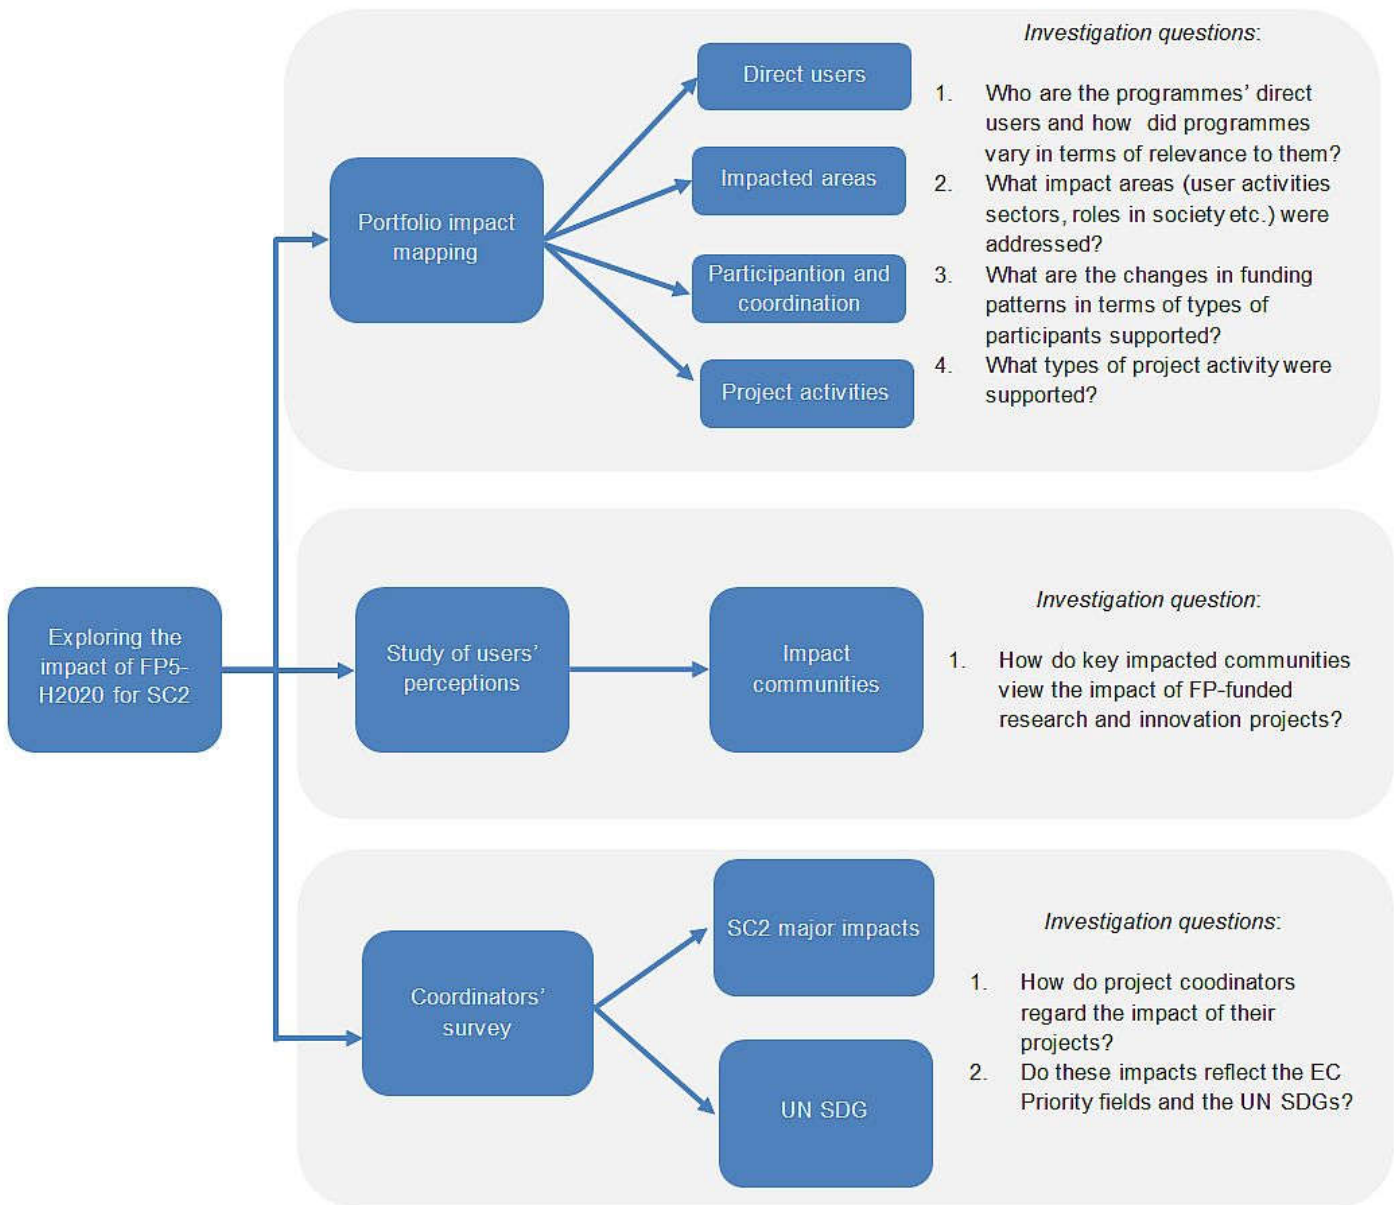 Exploring the
impact of FP5-
H2020 for SC2
Portfolio impact
mapping
Direct users
Impacted areas
Participantion and
coordination
Project activities
Investigation questions:
1. Who are the programmes’ direct
users and how did programmes
vary in terms of relevance to them?
2. What impact areas (user activities
sectors, roles in society etc.) were
addressed?
3. What are the changes in funding
patterns in terms of types of
participants supported?
4. What types of project activity were
supported?
Study of users’
perceptions
Impact
communities
Investigation question:
1. How do key impacted communities
view the impact of FP-funded
research and innovation projects?
Coordinators’
survey
SC2 major impacts
UN SDG
Investigation questions:
1. How do project coodinators
regard the impact of their
projects?
2. Do these impacts reflect the EC
Priority fields and the UN SDGs?